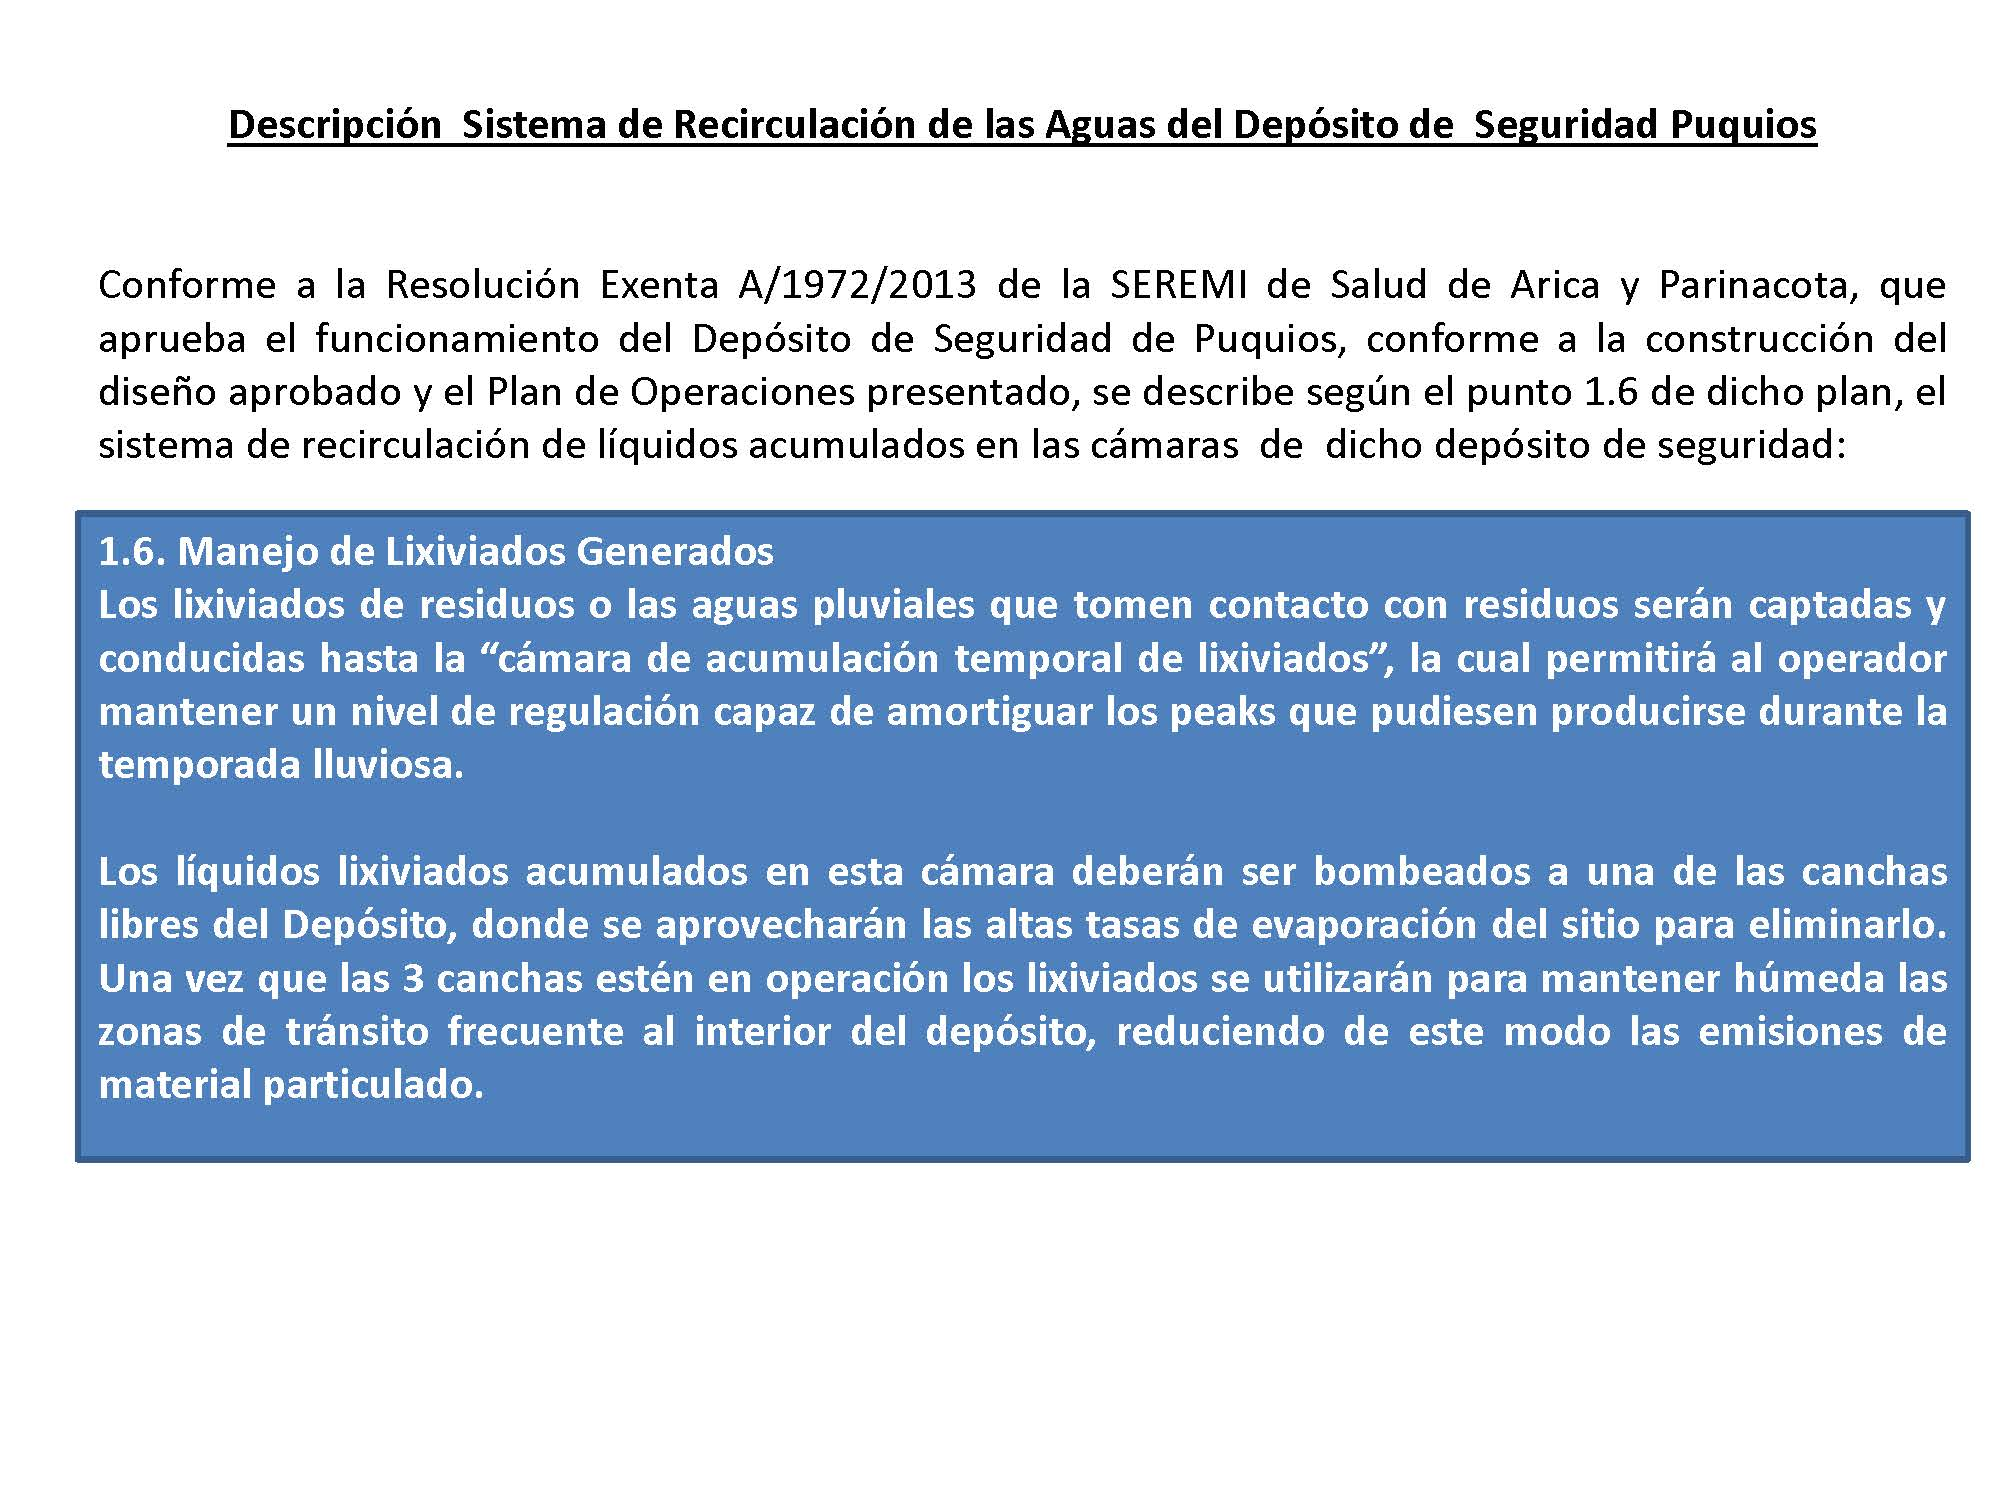 Descripción  Sistema de Recirculación de las Aguas del Depósito de  Seguridad Puquios
Conforme a la Resolución Exenta A/1972/2013 de la SEREMI de Salud de Arica y Parinacota, que
aprueba el funcionamiento del Depósito de Seguridad de Puquios, conforme a la construcción del
diseño aprobado y el Plan de Operaciones presentado, se describe según el punto 1.6 de dicho plan, el
sistema de recirculación de líquidos acumulados en las cámaras  de  dicho depósito de seguridad:
1.6. Manejo de Lixiviados Generados
Los lixiviados de residuos o las aguas pluviales que tomen contacto con residuos serán captadas y
conducidas hasta la “cámara de acumulación temporal de lixiviados”, la cual permitirá al operador
mantener un nivel de regulación capaz de amortiguar los peaks que pudiesen producirse durante la
temporada lluviosa.
Los líquidos lixiviados acumulados en esta cámara deberán ser bombeados a una de las canchas
libres del Depósito, donde se aprovecharán las altas tasas de evaporación del sitio para eliminarlo.
Una vez que las 3 canchas estén en operación los lixiviados se utilizarán para mantener húmeda las
zonas de tránsito frecuente al interior del depósito, reduciendo de este modo las emisiones de
material particulado.